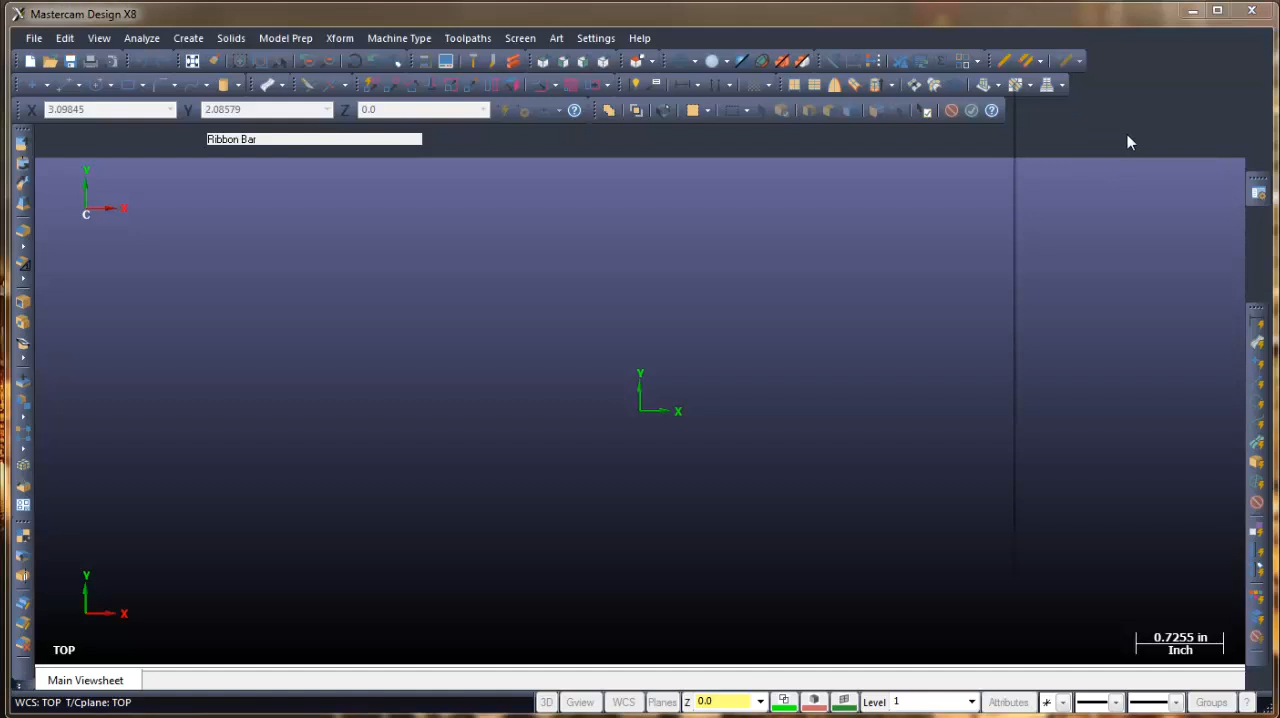 Mastercam Design X8
File Edit View Analyze Create Solids Model Prep Xform Machine Type Toolpaths Screen Art Settings Help
X 3.09845 Y 2.08579 Z 0.0
Ribbon Bar
Y
C
Y
X
Y
X
TOP
0.7255 in
Inch
Main Viewsheet
WCS: TOP T/Cplane: TOP 3D Gview WCS Planes Z 0.0 Level 1 Attributes Groups ?